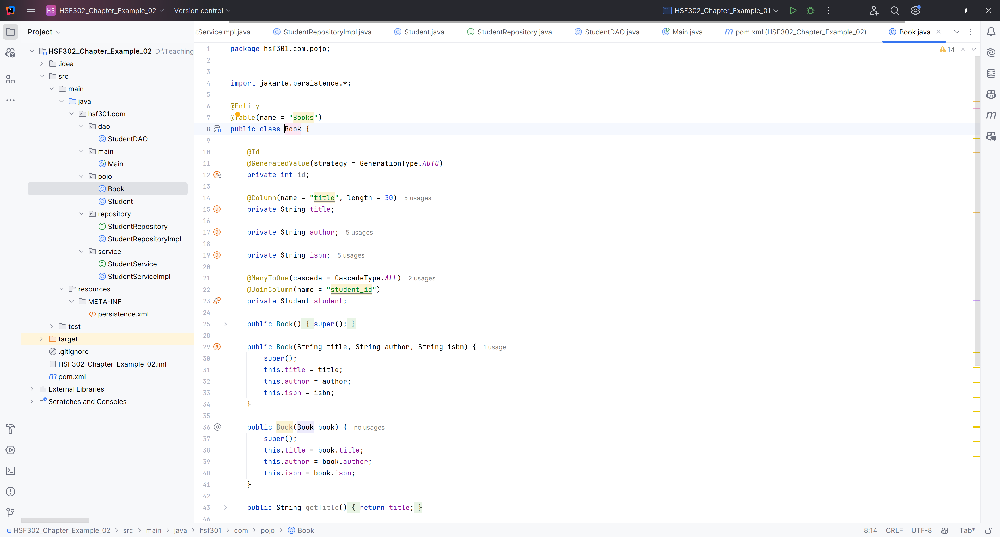 HS HSF302_Chapter_Example_02 Version control HSF302_Chapter_Example_01
Project
tServiceImpl.java StudentRepositoryImpl.java Student.java StudentRepository.java StudentDAO.java Main.java pom.xml (HSF302_Chapter_Example_02) Book.java
HSF302_Chapter_Example_02 D:\Teaching
.idea
src
main
java
hsf301.com
dao
StudentDAO
main
Main
pojo
Book
Student
repository
StudentRepository
StudentRepositoryImpl
service
StudentService
StudentServiceImpl
resources
META-INF
persistence.xml
test
target
.gitignore
HSF302_Chapter_Example_02.iml
pom.xml
External Libraries
Scratches and Consoles
14
1 package hsf301.com.pojo;
2
3
4 import jakarta.persistence.*;
5
6 @Entity
7 @Table(name = "Books")
8 public class Book {
9
10 @Id
11 @GeneratedValue(strategy = GenerationType.AUTO)
12 private int id;
13
14 @Column(name = "title", length = 30) 5 usages
15 private String title;
16
17 private String author; 5 usages
18
19 private String isbn; 5 usages
20
21 @ManyToOne(cascade = CascadeType.ALL) 2 usages
22 @JoinColumn(name = "student_id")
23 private Student student;
24
25 public Book() { super(); }
28
29 public Book(String title, String author, String isbn) { 1 usage
30 super();
31 this.title = title;
32 this.author = author;
33 this.isbn = isbn;
34 }
35
36 public Book(Book book) { no usages
37 super();
38 this.title = book.title;
39 this.author = book.author;
40 this.isbn = book.isbn;
41 }
42
43 public String getTitle() { return title; }
46
HSF302_Chapter_Example_02 > src > main > java > hsf301 > com > pojo > Book 8:14 CRLF UTF-8 Tab*